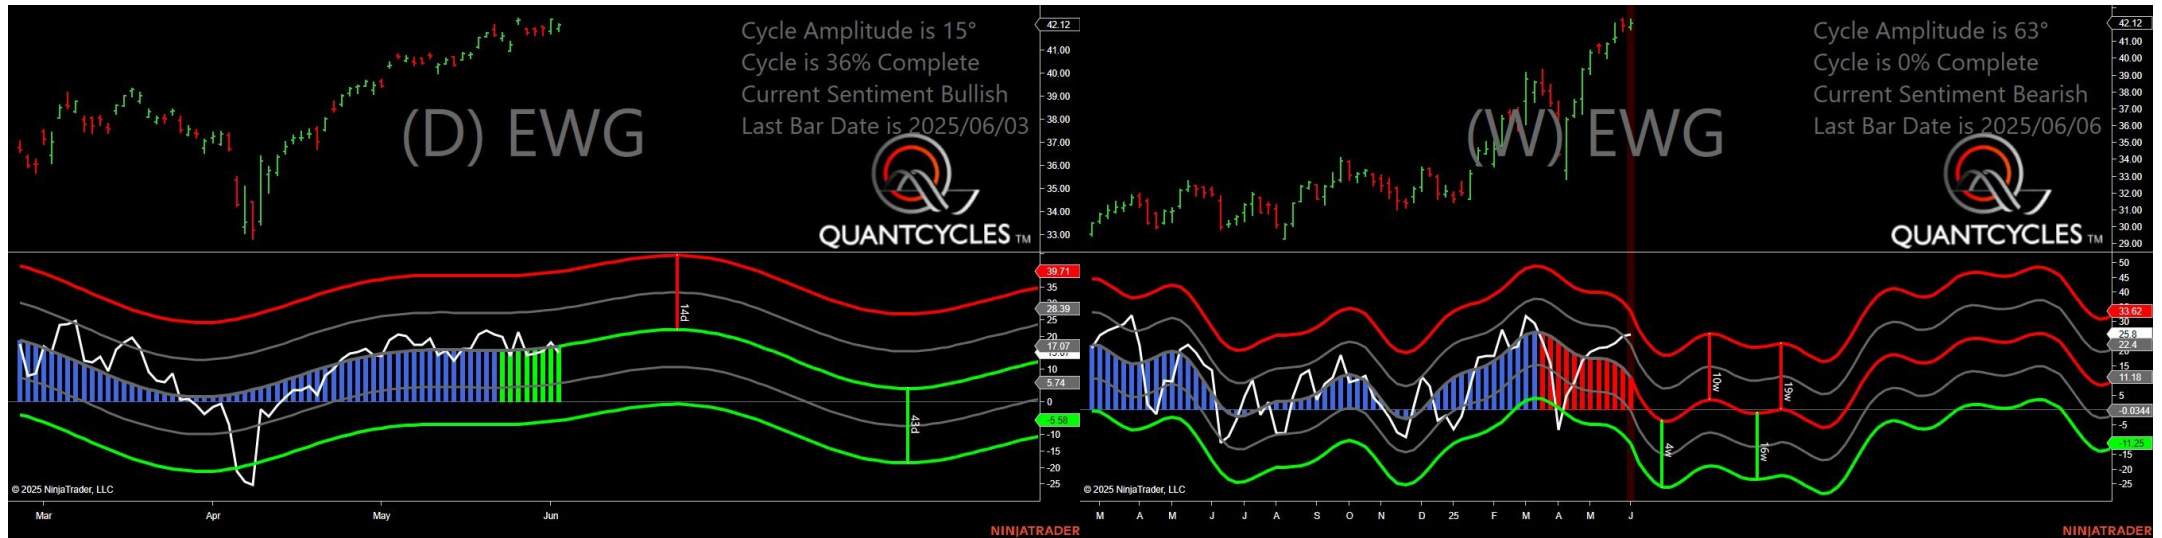 Cycle Amplitude is 15°
Cycle is 36% Complete
Current Sentiment Bullish
Last Bar Date is 2025/06/03
(D) EWG
QUANTCYCLES TM
42.12
41.00
40.00
39.00
38.00
37.00
36.00
35.00
34.00
33.00
39.71
35
28.39
25
20
17.07
10
5.74
0
-5.58
-10
-15
-20
-25
14d
43d
© 2025 NinjaTrader, LLC
Mar Apr May Jun
NINJATRADER
Cycle Amplitude is 63°
Cycle is 0% Complete
Current Sentiment Bearish
Last Bar Date is 2025/06/06
(W) EWG
QUANTCYCLES TM
42.12
41.00
39.00
38.00
37.00
36.00
34.00
33.00
32.00
31.00
30.00
29.00
50
45
40
33.62
30
25.8
22.4
15
11.18
5
-0.0344
-5
-11.25
-15
-20
-25
10w
19w
4w
16w
© 2025 NinjaTrader, LLC
M A M J J A S O N D 25 F M A M J
NINJATRADER